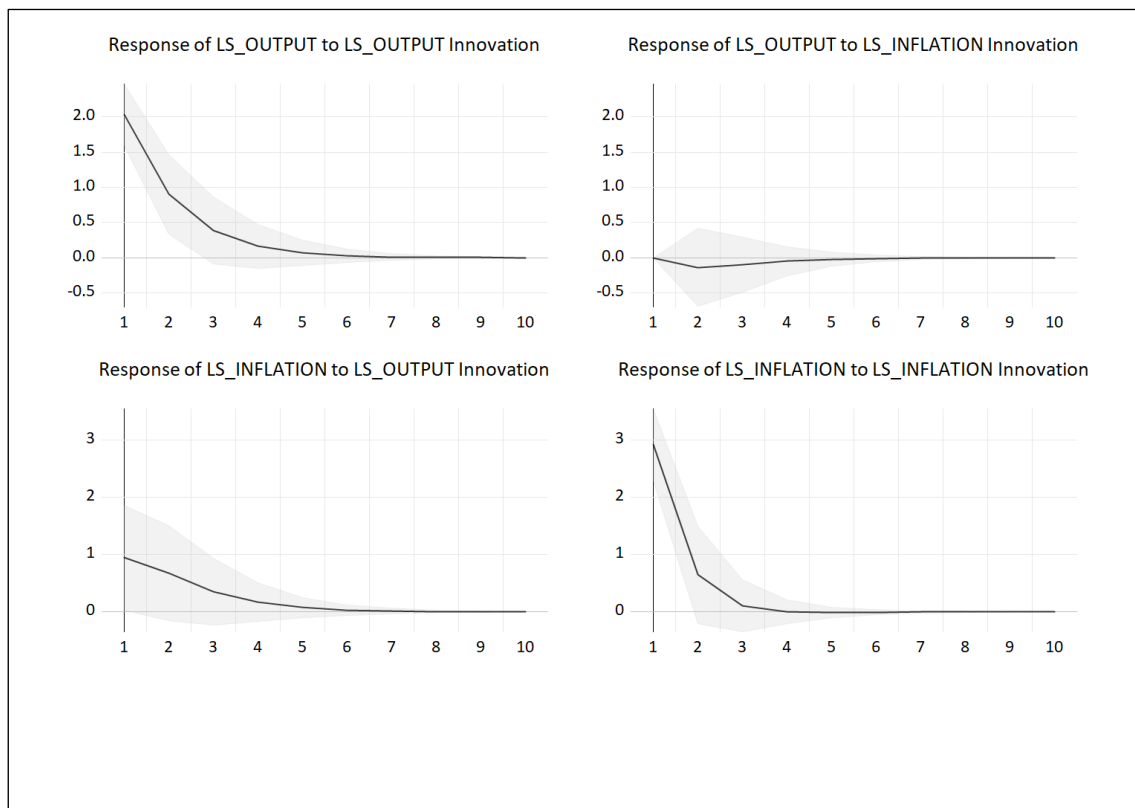 Response of LS_OUTPUT to LS_OUTPUT Innovation
2.0
1.5
1.0
0.5
0.0
-0.5
1 2 3 4 5 6 7 8 9 10
Response of LS_OUTPUT to LS_INFLATION Innovation
2.0
1.5
1.0
0.5
0.0
-0.5
1 2 3 4 5 6 7 8 9 10
Response of LS_INFLATION to LS_OUTPUT Innovation
3
2
1
0
1 2 3 4 5 6 7 8 9 10
Response of LS_INFLATION to LS_INFLATION Innovation
3
2
1
0
1 2 3 4 5 6 7 8 9 10